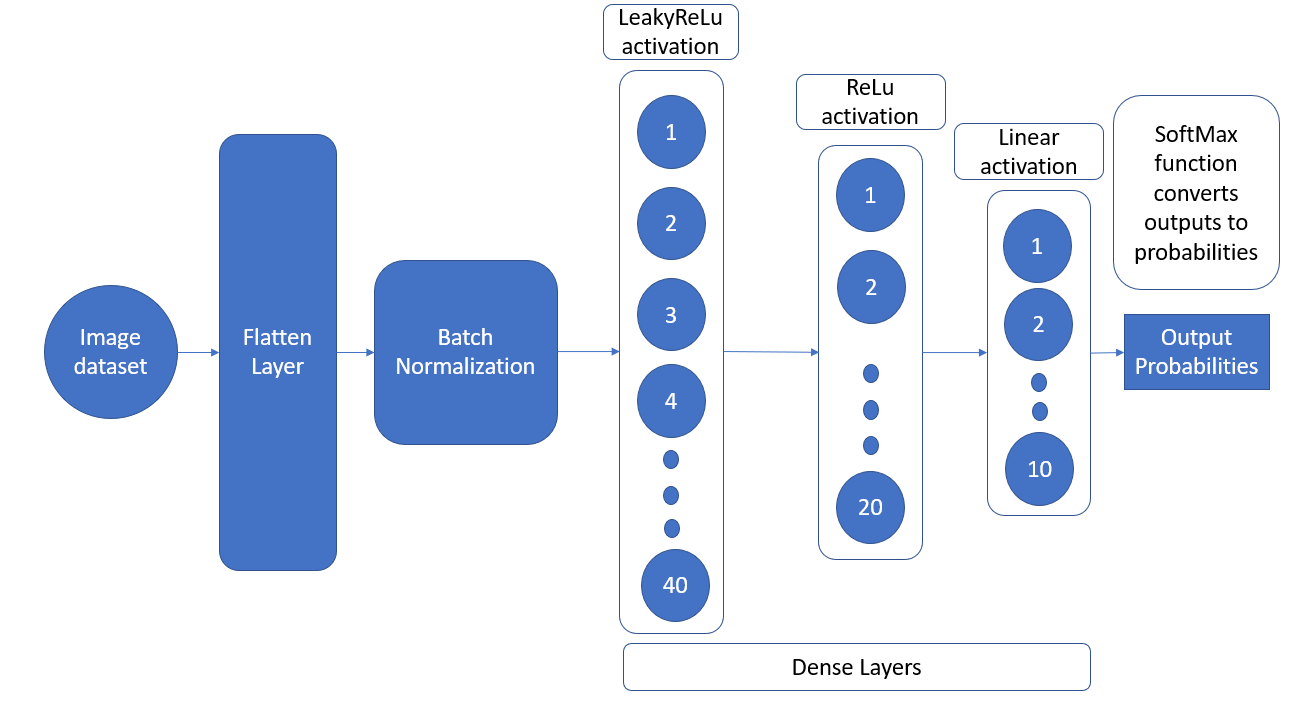 Image
dataset
Flatten
Layer
Batch
Normalization
LeakyReLu
activation
1
2
3
4
40
ReLu
activation
1
2
20
Linear
activation
1
2
10
SoftMax
function
converts
outputs to
probabilities
Output
Probabilities
Dense Layers